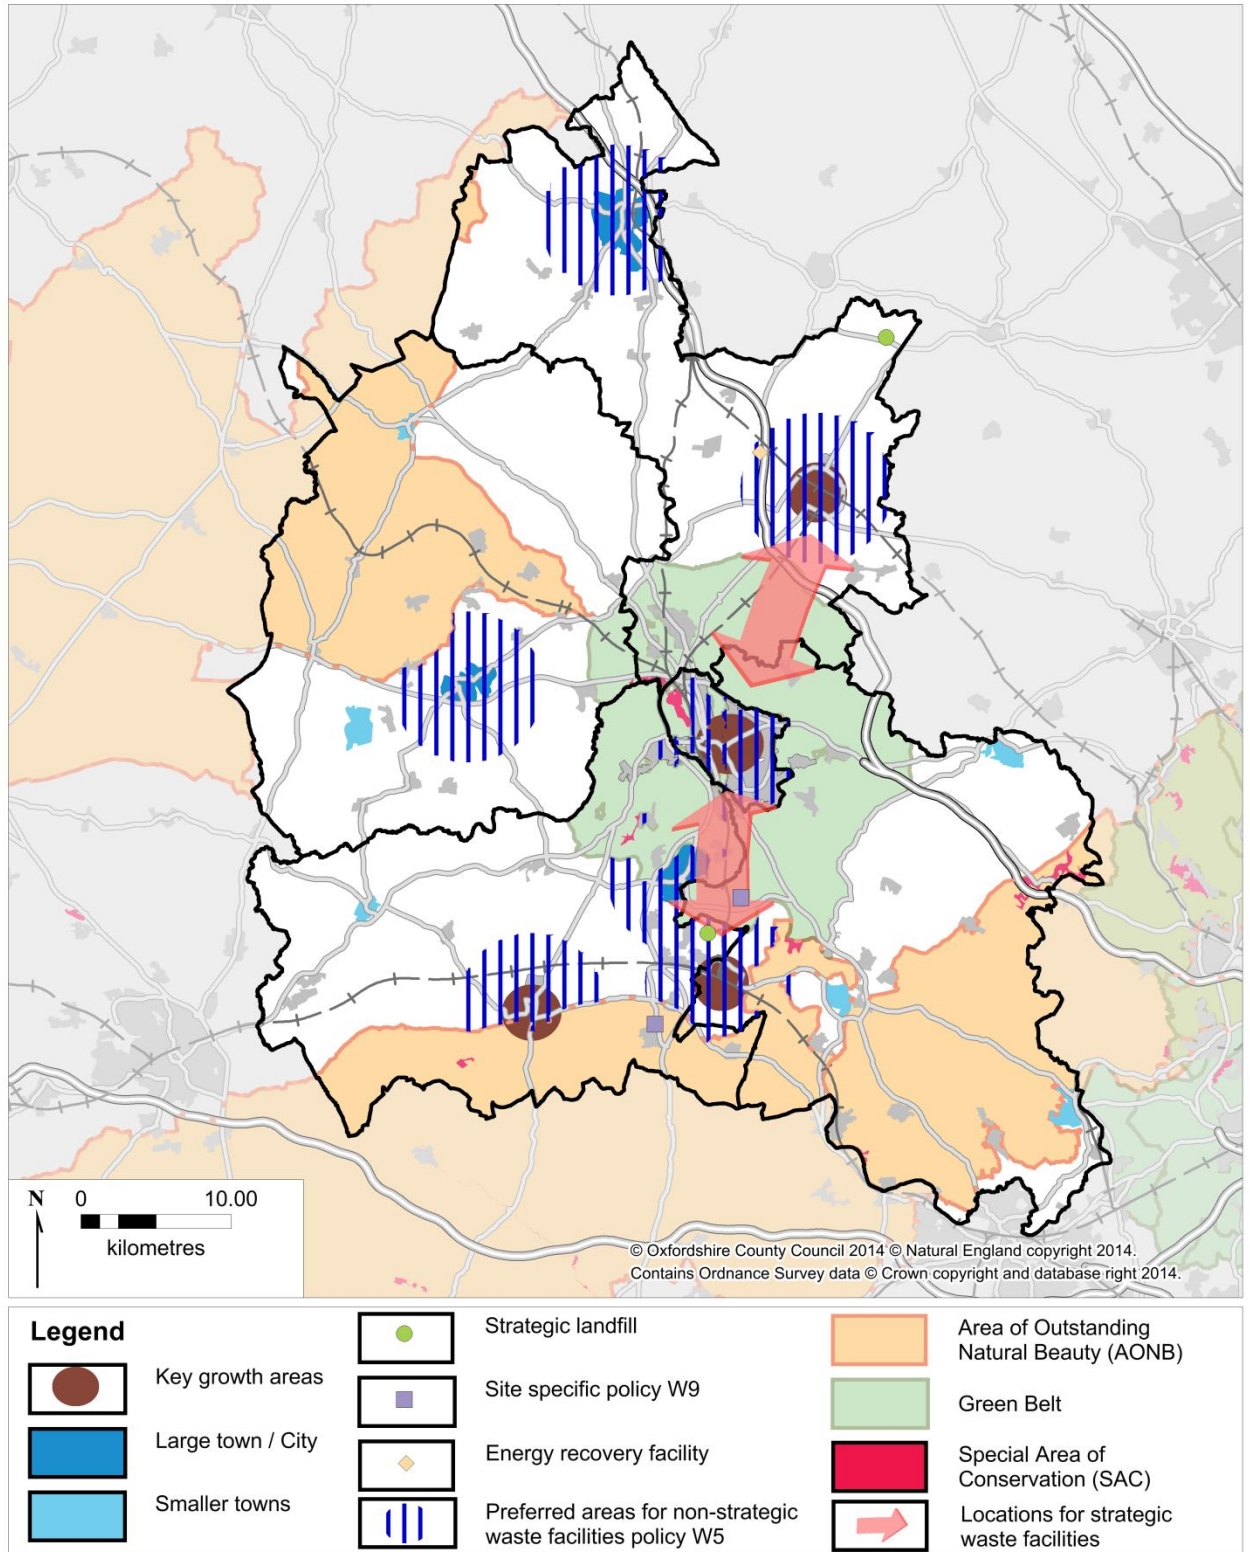 N
0 10.00
kilometres
© Oxfordshire County Council 2014 © Natural England copyright 2014.
Contains Ordnance Survey data © Crown copyright and database right 2014.
Legend
Key growth areas
Large town / City
Smaller towns
Strategic landfill
Site specific policy W9
Energy recovery facility
Preferred areas for non-strategic
waste facilities policy W5
Area of Outstanding
Natural Beauty (AONB)
Green Belt
Special Area of
Conservation (SAC)
Locations for strategic
waste facilities